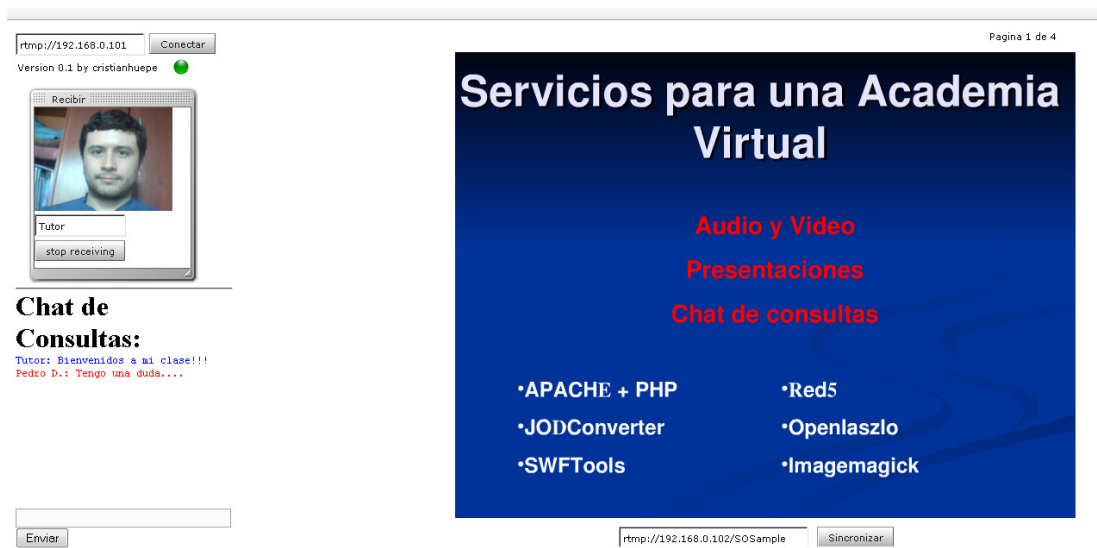 rtmp://192.168.0.101 Conectar
Version 0.1 by cristianhuepe
Recibir
Tutor
stop receiving
Chat de
Consultas:
Tutor: Bienvenidos a mi clase!!!
Pedro D.: Tengo una duda....
Enviar
Pagina 1 de 4
Servicios para una Academia
Virtual
Audio y Video
Presentaciones
Chat de consultas
•APACHE + PHP
•JODConverter
•SWFTools
•Red5
•Openlaszlo
•Imagemagick
rtmp://192.168.0.102/SOSample Sincronizar